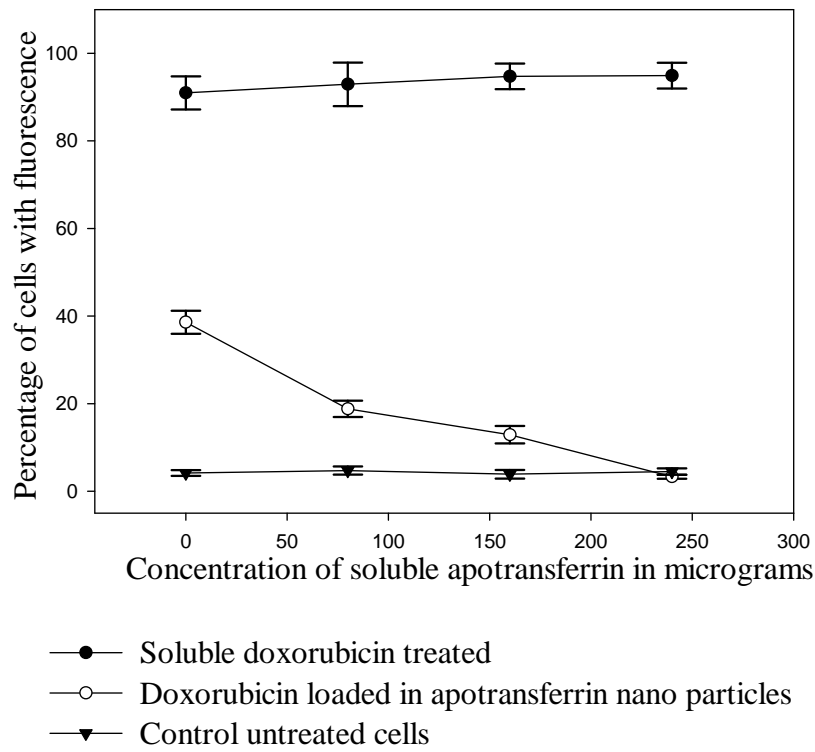 Percentage of cells with fluorescence
100
80
60
40
20
0
0 50 100 150 200 250 300
Concentration of soluble apotransferrin in micrograms
Soluble doxorubicin treated
Doxorubicin loaded in apotransferrin nano particles
Control untreated cells